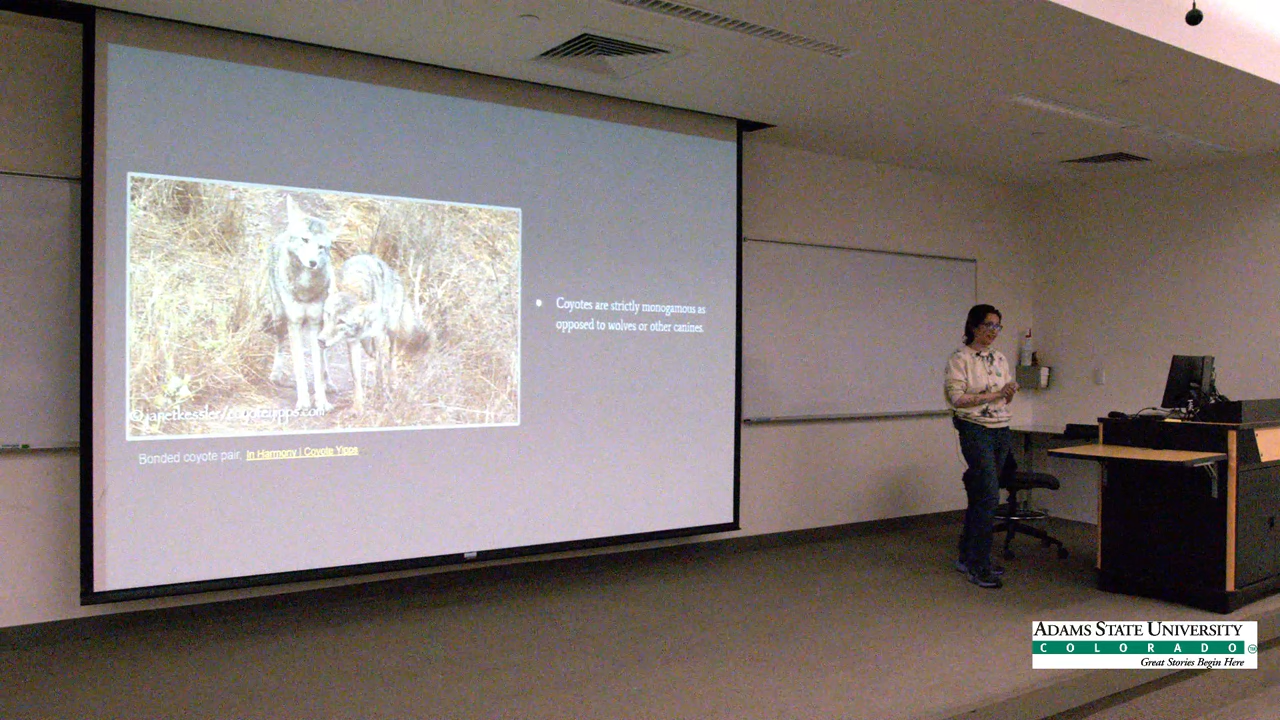 Coyotes are strictly monogamous as
opposed to wolves or other canines.
© janetkessler/coyoteyipps.com
Bonded coyote pair, In Harmony | Coyote Yipps
ADAMS STATE UNIVERSITY
COLORADO
Great Stories Begin Here